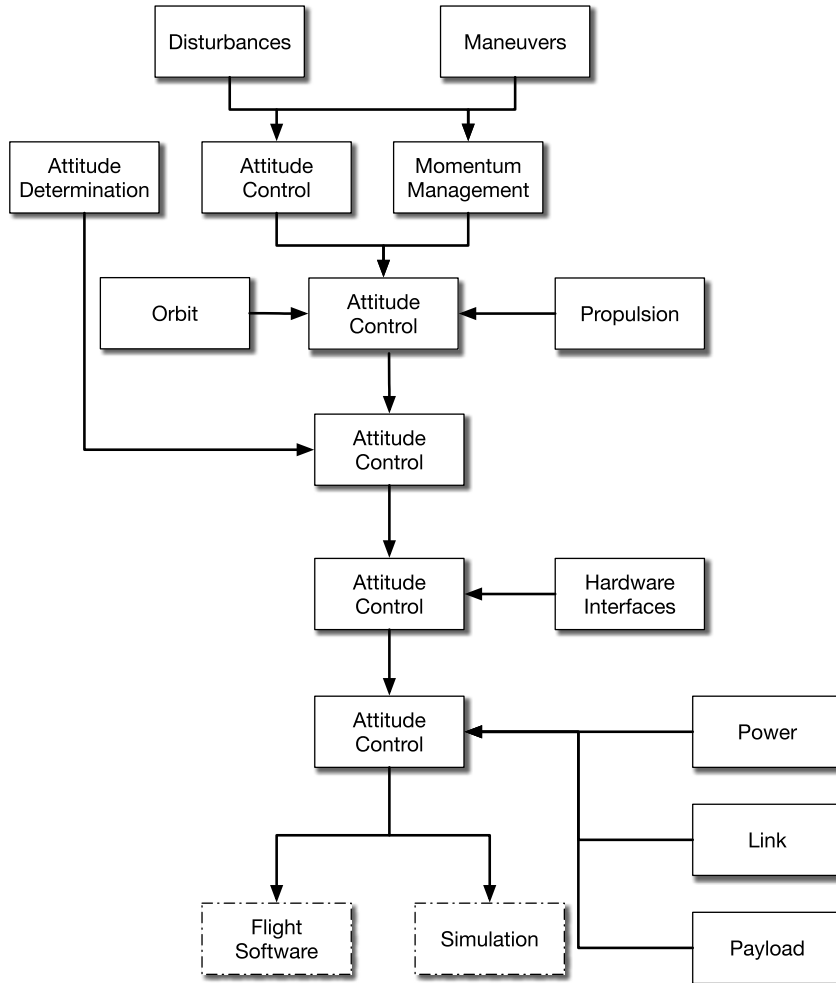 Disturbances
Maneuvers
Attitude
Determination
Attitude
Control
Momentum
Management
Orbit
Attitude
Control
Propulsion
Attitude
Control
Attitude
Control
Hardware
Interfaces
Attitude
Control
Power
Link
Flight
Software
Simulation
Payload